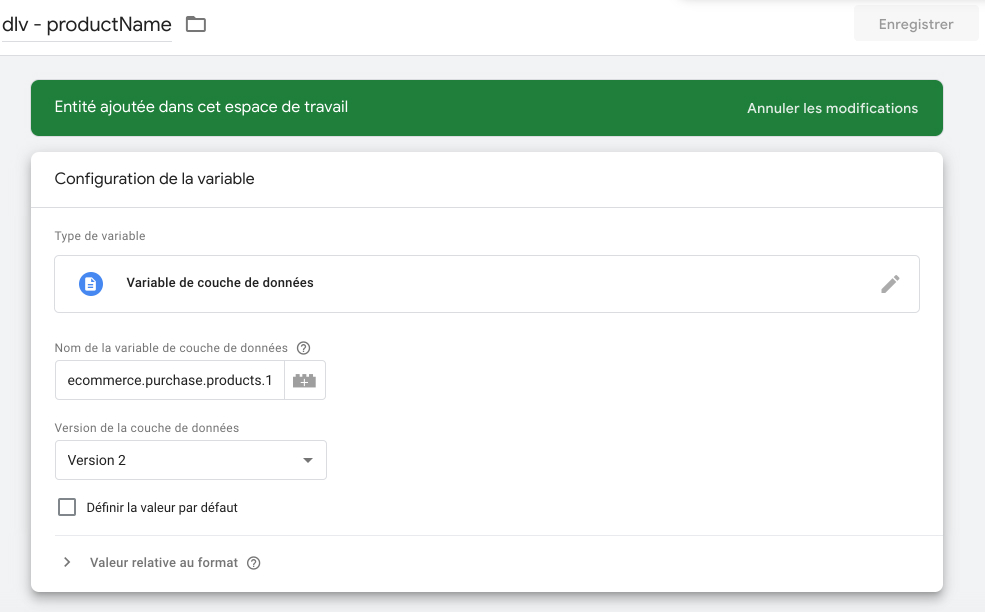 dlv - productName
Enregistrer
Entité ajoutée dans cet espace de travail
Annuler les modifications
Configuration de la variable
Type de variable
Variable de couche de données
Nom de la variable de couche de données
ecommerce.purchase.products.1
Version de la couche de données
Version 2
Définir la valeur par défaut
Valeur relative au format